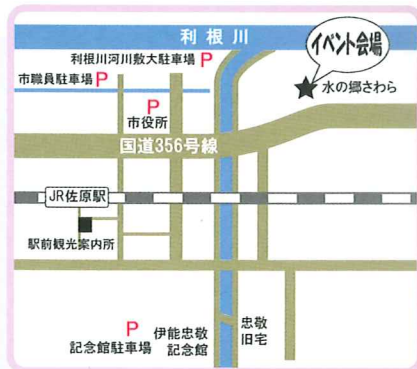 利根川
イベント会場
利根川河川敷大駐車場 P
市職員駐車場 P
水の郷さわら
P
市役所
国道356号線
JR佐原駅
駅前観光案内所
P
記念館駐車場
伊能忠敬
記念館
忠敬
旧宅